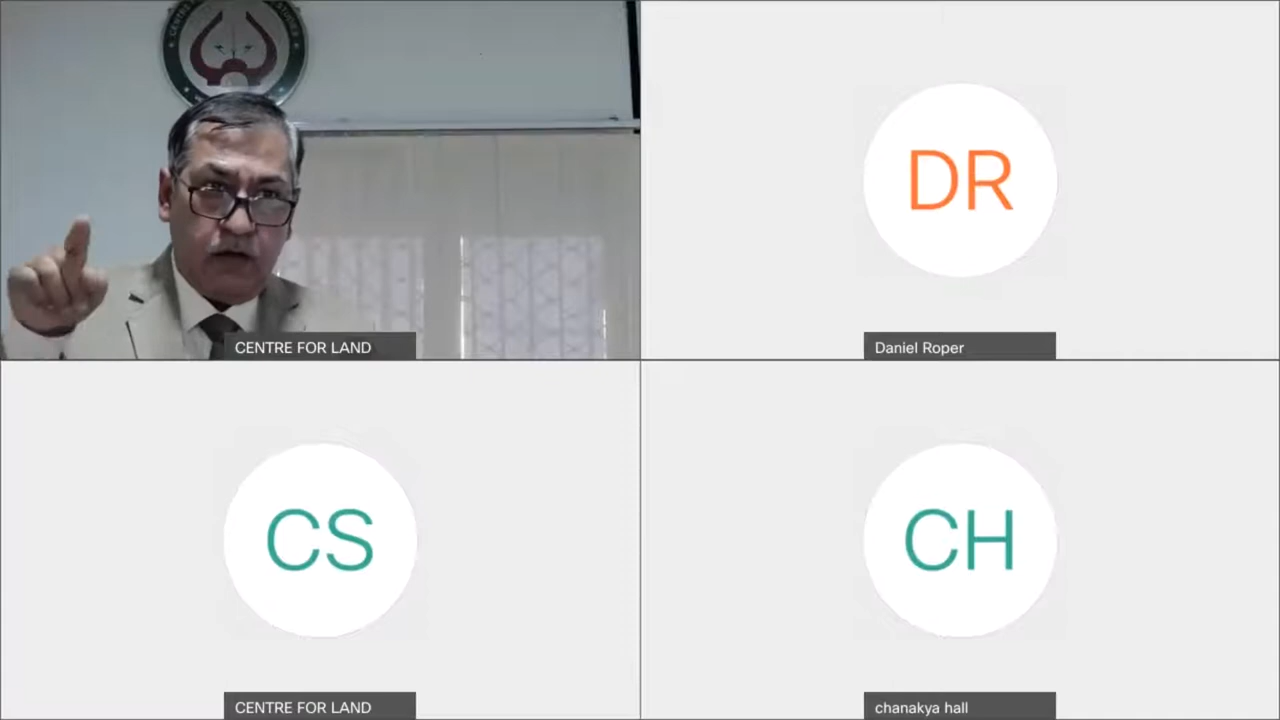 CENTRE FOR LAND
DR
Daniel Roper
CS
CENTRE FOR LAND
CH
chanakya hall